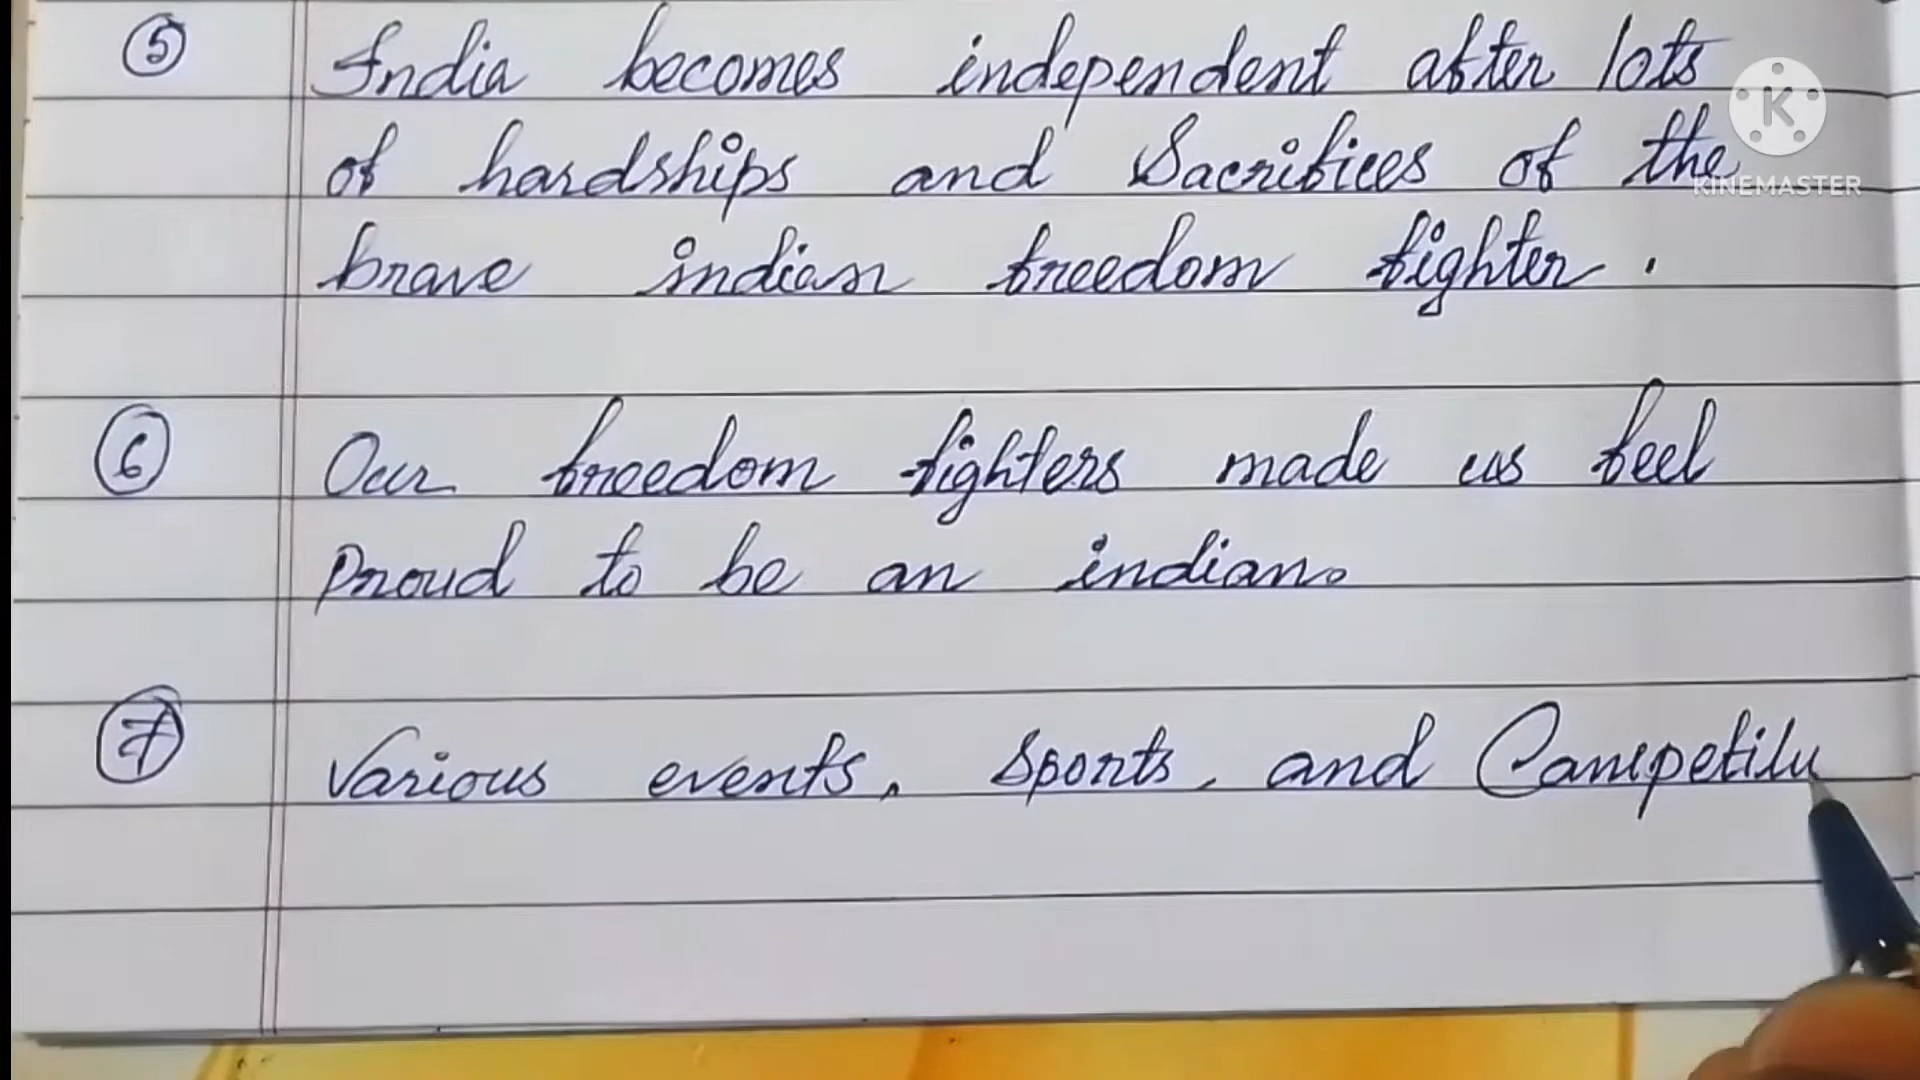 5 India becomes independent after lots
of hardships and Sacrifices of the
brave indian freedom fighter.
6 Our freedom fighters made us feel
Proud to be an indian.
7 Various events, Sports, and
K
KINEMASTER